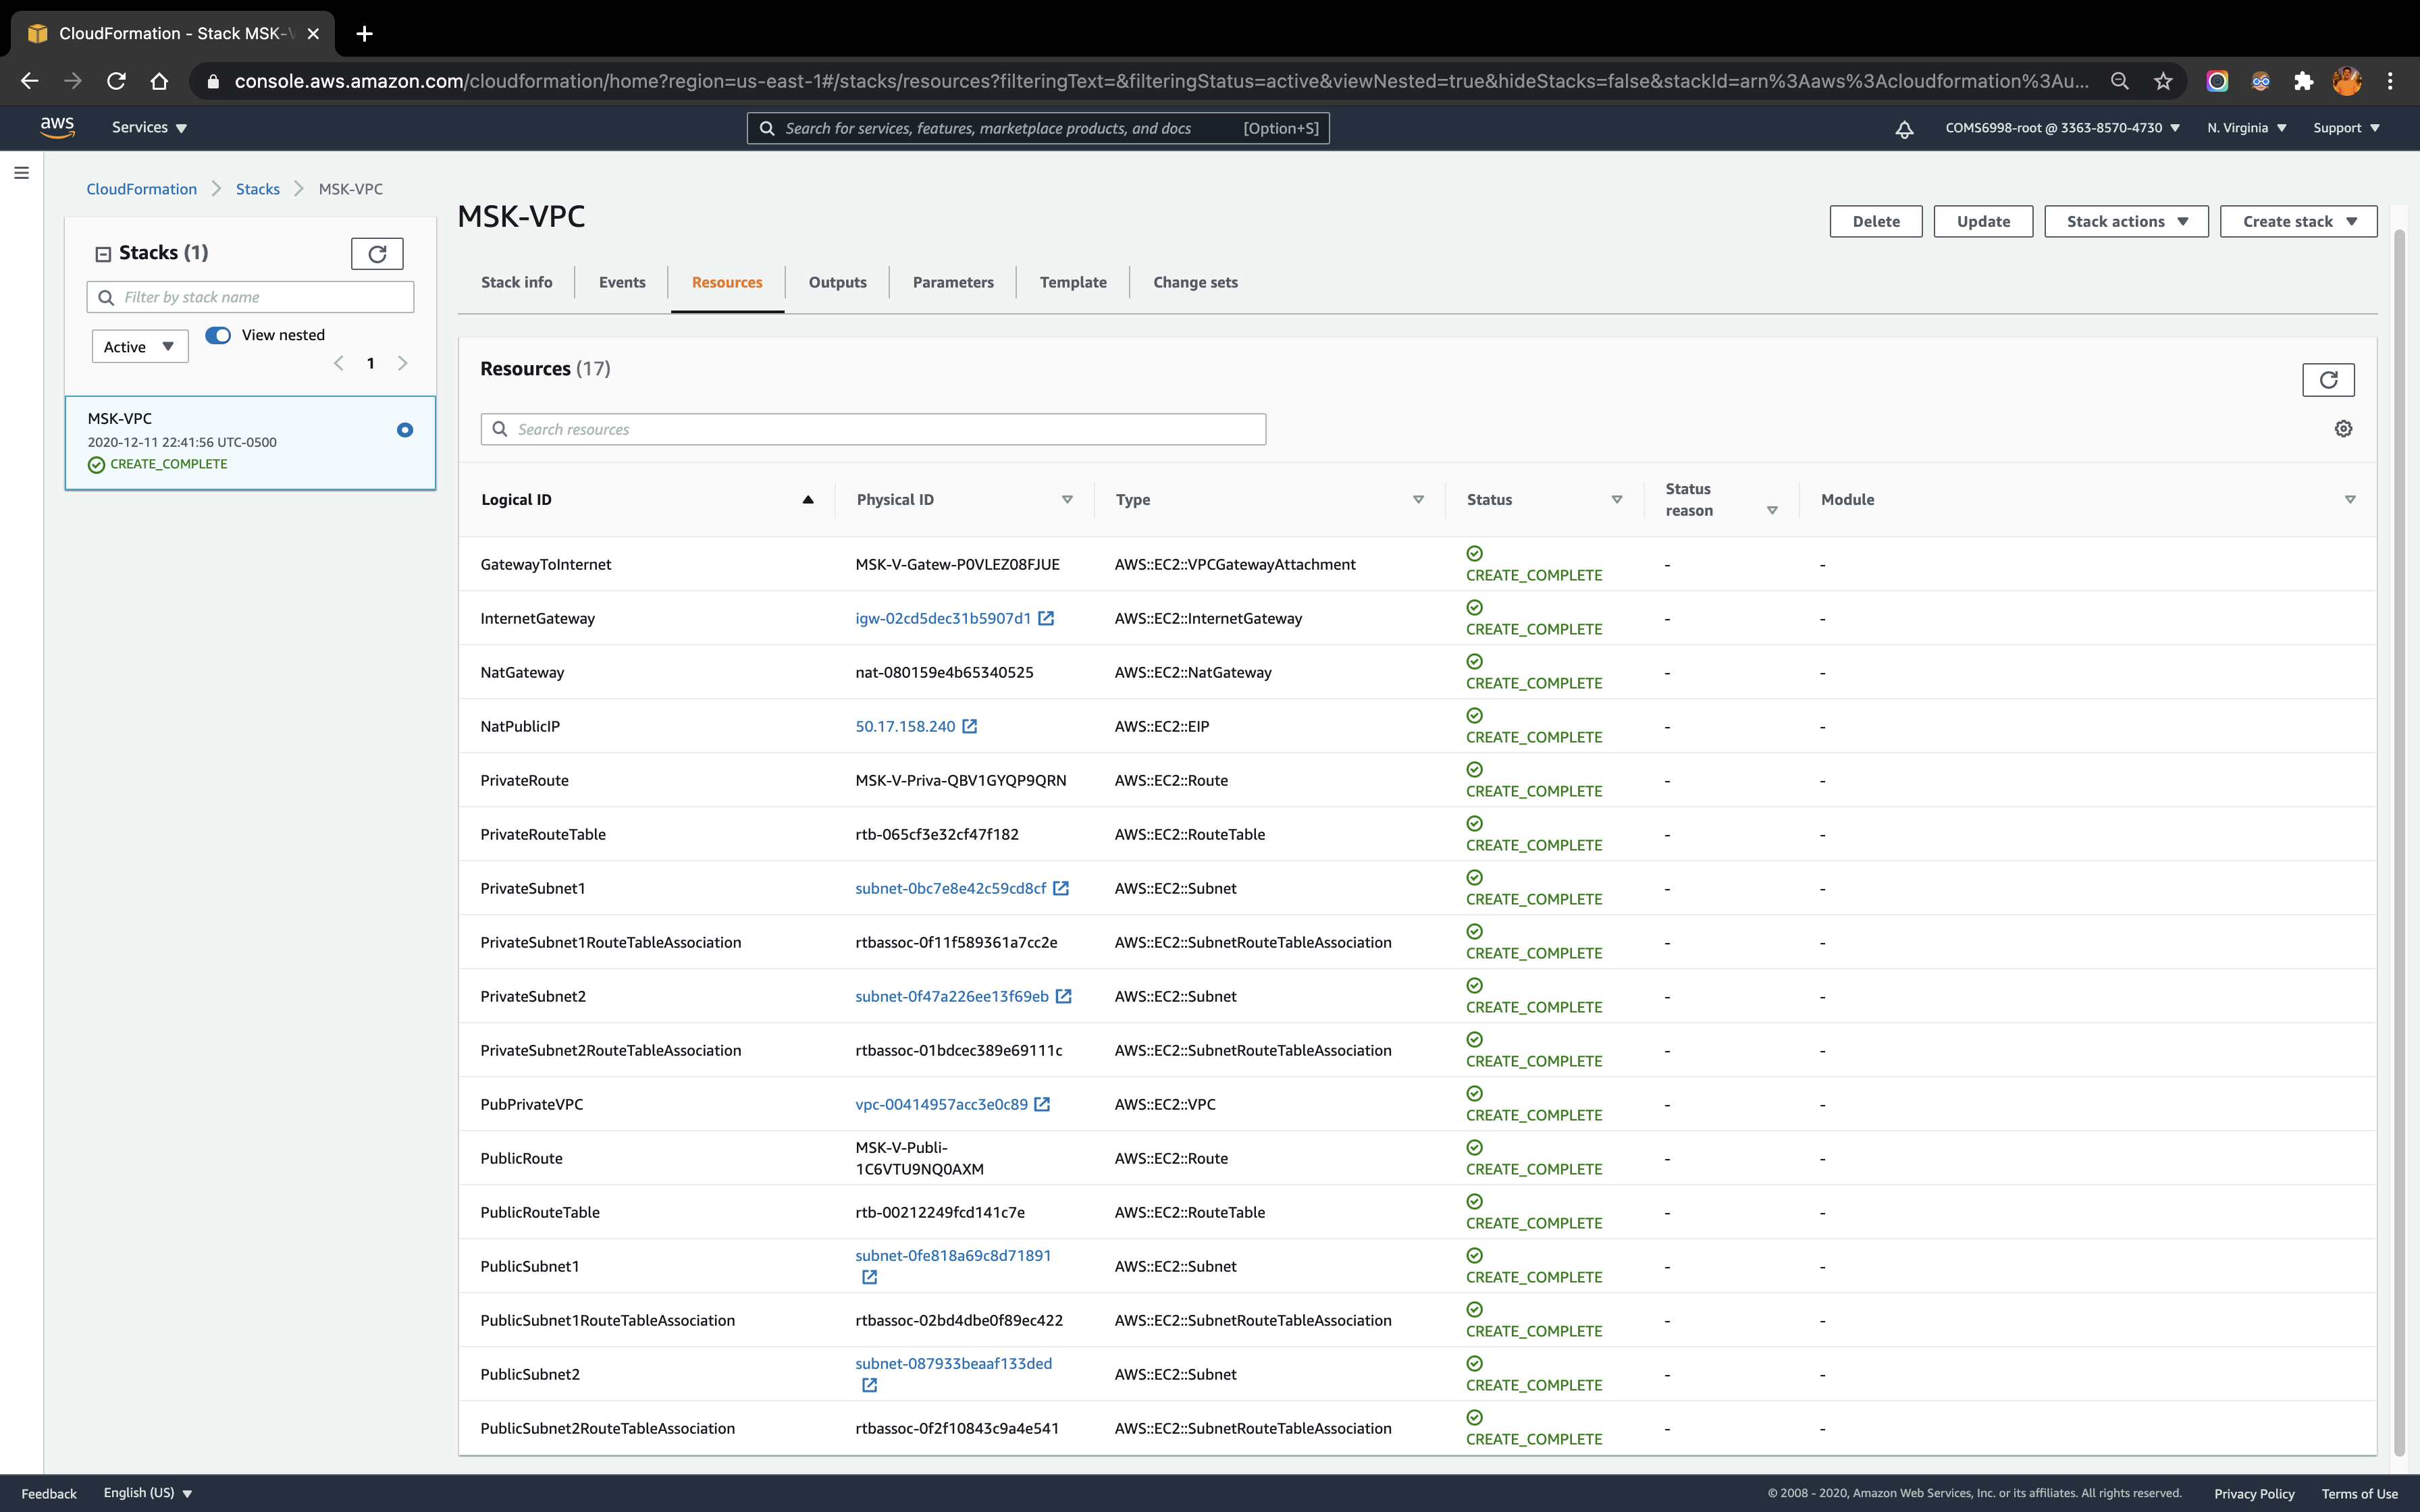 CloudFormation - Stack MSK-V
console.aws.amazon.com/cloudformation/home?region=us-east-1#/stacks/resources?filteringText=&filteringStatus=active&viewNested=true&hideStacks=false&stackId=arn%3Aaws%3Acloudformation%3Au...
aws Services Search for services, features, marketplace products, and docs [Option+S] COMS6998-root @ 3363-8570-4730 N. Virginia Support
CloudFormation Stacks MSK-VPC
Stacks (1)
Filter by stack name
Active View nested
1
MSK-VPC
2020-12-11 22:41:56 UTC-0500
CREATE_COMPLETE
MSK-VPC
Delete Update Stack actions Create stack
Stack info Events Resources Outputs Parameters Template Change sets
Resources (17)
Search resources
Logical ID Physical ID Type Status Status reason Module
GatewayToInternet MSK-V-Gatew-P0VLEZ08FJUE AWS::EC2::VPCGatewayAttachment CREATE_COMPLETE - -
InternetGateway igw-02cd5dec31b5907d1 AWS::EC2::InternetGateway CREATE_COMPLETE - -
NatGateway nat-080159e4b65340525 AWS::EC2::NatGateway CREATE_COMPLETE - -
NatPublicIP 50.17.158.240 AWS::EC2::EIP CREATE_COMPLETE - -
PrivateRoute MSK-V-Priva-QBV1GYQP9QRN AWS::EC2::Route CREATE_COMPLETE - -
PrivateRouteTable rtb-065cf3e32cf47f182 AWS::EC2::RouteTable CREATE_COMPLETE - -
PrivateSubnet1 subnet-0bc7e8e42c59cd8cf AWS::EC2::Subnet CREATE_COMPLETE - -
PrivateSubnet1RouteTableAssociation rtbassoc-0f11f589361a7cc2e AWS::EC2::SubnetRouteTableAssociation CREATE_COMPLETE - -
PrivateSubnet2 subnet-0f47a226ee13f69eb AWS::EC2::Subnet CREATE_COMPLETE - -
PrivateSubnet2RouteTableAssociation rtbassoc-01bdcec389e69111c AWS::EC2::SubnetRouteTableAssociation CREATE_COMPLETE - -
PubPrivateVPC vpc-00414957acc3e0c89 AWS::EC2::VPC CREATE_COMPLETE - -
PublicRoute MSK-V-Publi-1C6VTU9NQ0AXM AWS::EC2::Route CREATE_COMPLETE - -
PublicRouteTable rtb-00212249fcd141c7e AWS::EC2::RouteTable CREATE_COMPLETE - -
PublicSubnet1 subnet-0fe818a69c8d71891 AWS::EC2::Subnet CREATE_COMPLETE - -
PublicSubnet1RouteTableAssociation rtbassoc-02bd4dbe0f89ec422 AWS::EC2::SubnetRouteTableAssociation CREATE_COMPLETE - -
PublicSubnet2 subnet-087933beaaf133ded AWS::EC2::Subnet CREATE_COMPLETE - -
PublicSubnet2RouteTableAssociation rtbassoc-0f2f10843c9a4e541 AWS::EC2::SubnetRouteTableAssociation CREATE_COMPLETE - -
Feedback English (US) © 2008 - 2020, Amazon Web Services, Inc. or its affiliates. All rights reserved. Privacy Policy Terms of Use